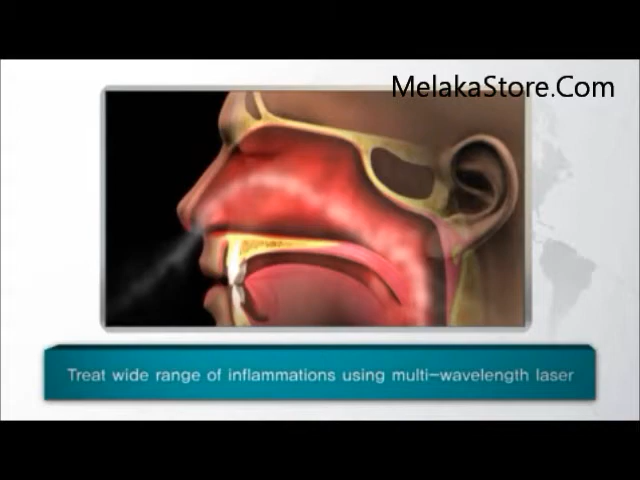 MelakaStore.Com
Treat wide range of inflammations using multi-wavelength laser